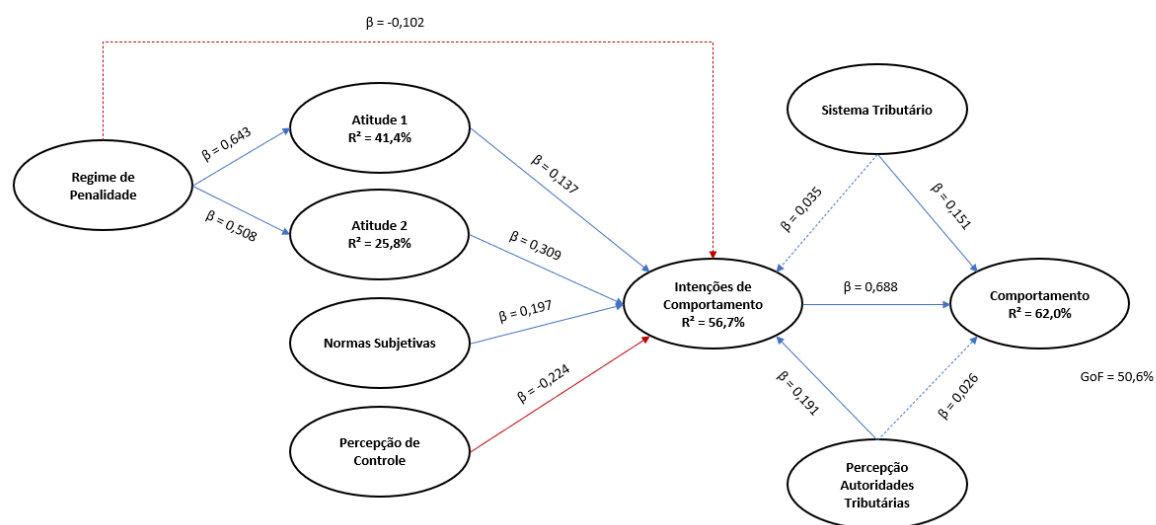 β = -0,102
Sistema Tributário
Atitude 1
R² = 41,4%
β = 0,643
Regime de
Penalidade
β = 0,137
β = 0,035
β = 0,151
β = 0,508
Atitude 2
R² = 25,8%
β = 0,309
Intenções de
Comportamento
R² = 56,7%
β = 0,688
Comportamento
R² = 62,0%
β = 0,197
Normas Subjetivas
β = -0,224
β = 0,191
β = 0,026
GoF = 50,6%
Percepção de
Controle
Percepção
Autoridades
Tributárias